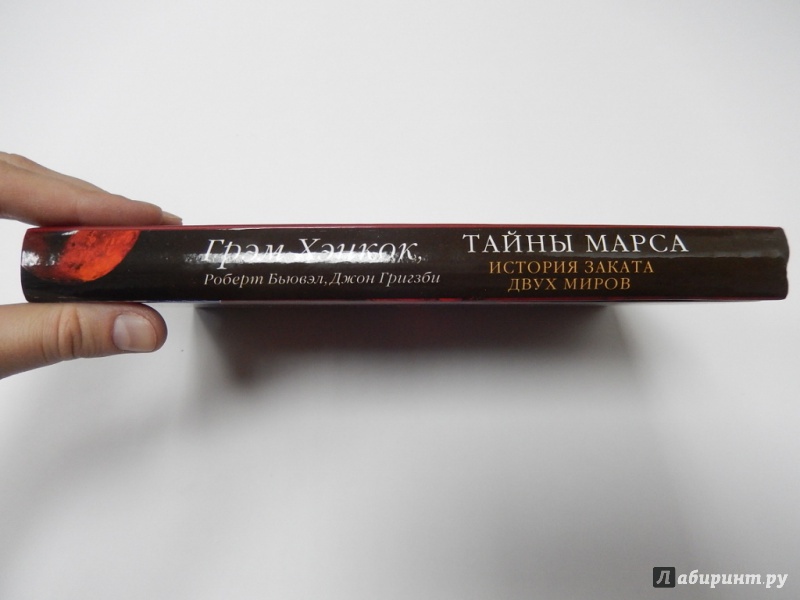 Грэм Хэнкок,
Роберт Бьювэл, Джон Григзби
ТАЙНЫ МАРСА
ИСТОРИЯ ЗАКАТА
ДВУХ МИРОВ
Лабиринт.ру